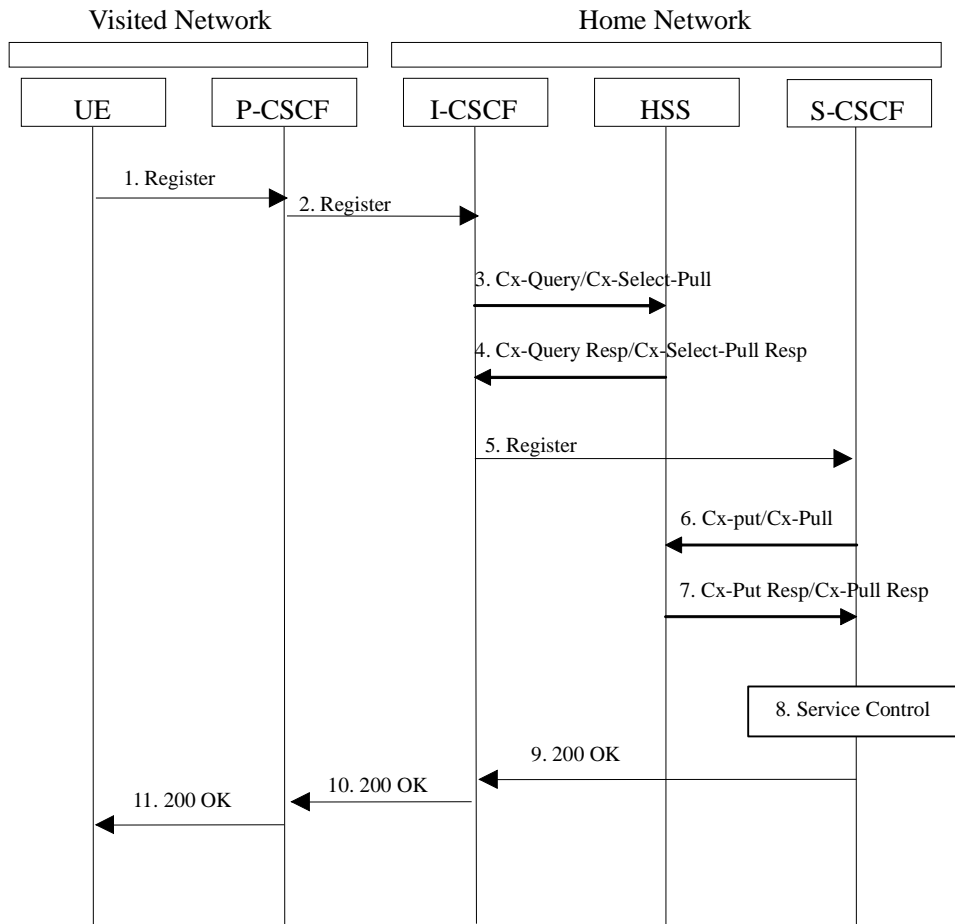 Visited Network
Home Network
UE
P-CSCF
I-CSCF
HSS
S-CSCF
1. Register
2. Register
3. Cx-Query/Cx-Select-Pull
4. Cx-Query Resp/Cx-Select-Pull Resp
5. Register
6. Cx-put/Cx-Pull
7. Cx-Put Resp/Cx-Pull Resp
8. Service Control
9. 200 OK
10. 200 OK
11. 200 OK